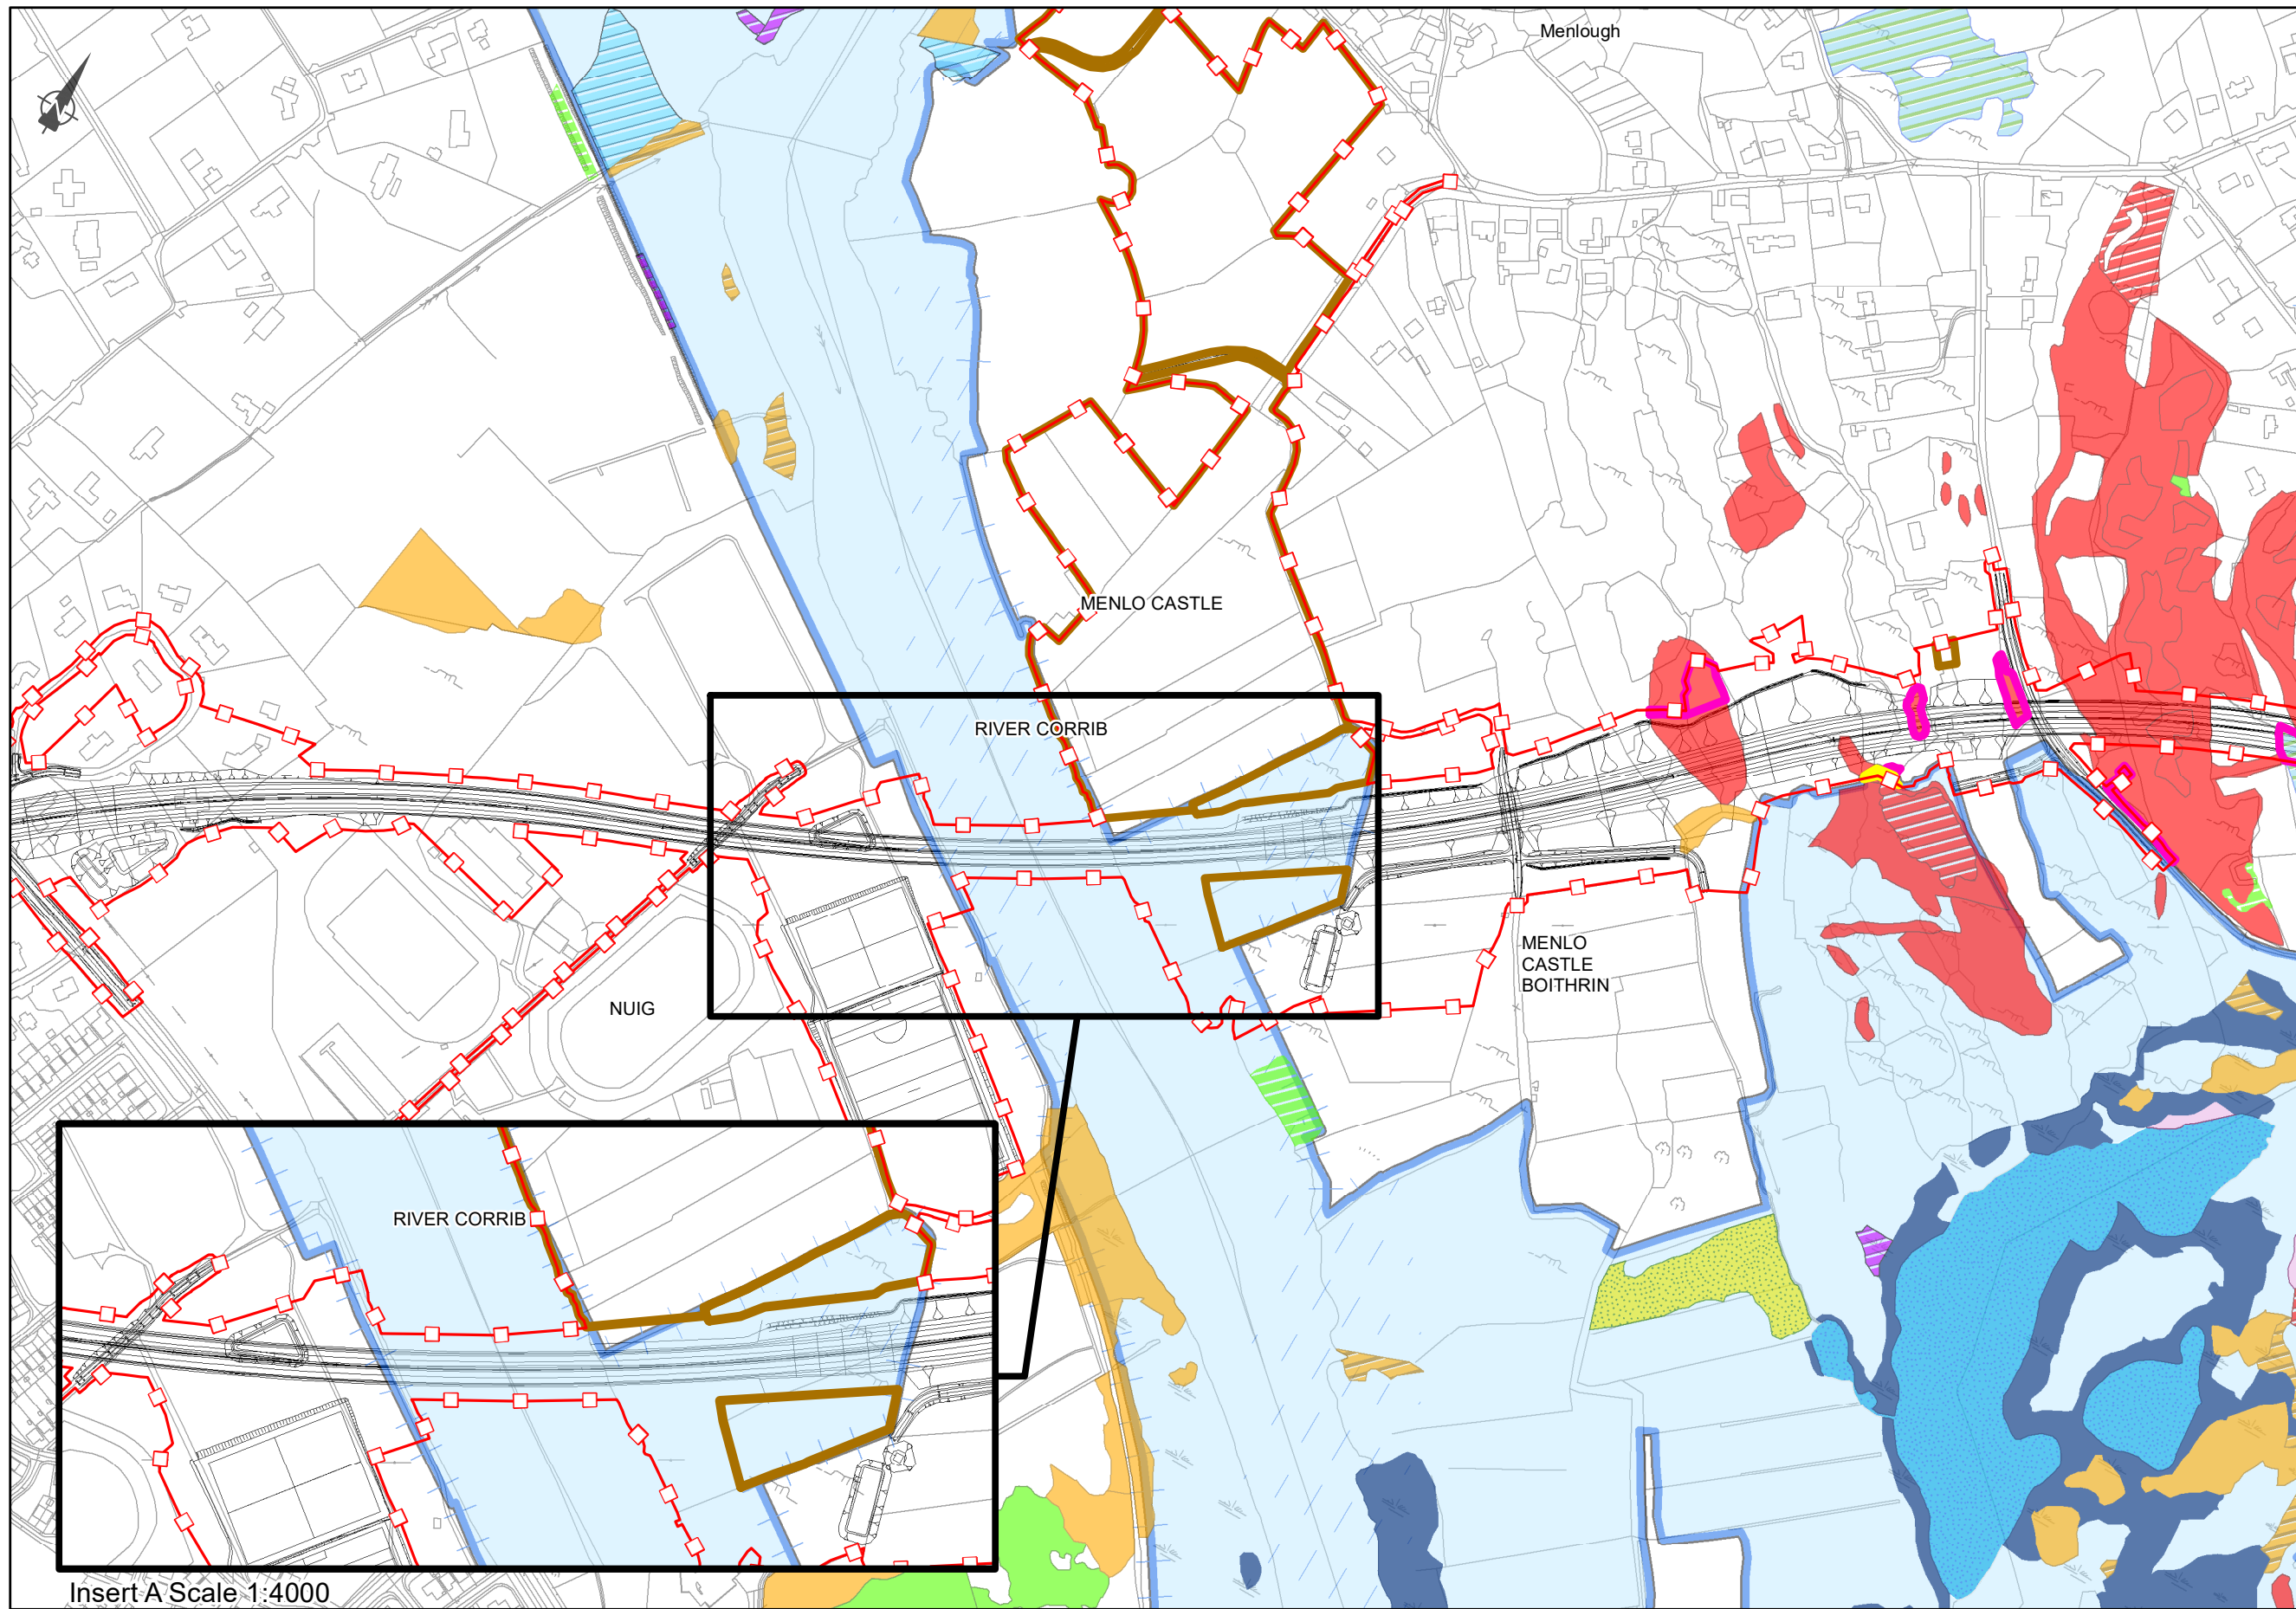 Menlough
MENLO CASTLE
RIVER CORRIB
MENLO
CASTLE
BOITHRIN
NUIG
RIVER CORRIB
Insert A Scale 1:4000